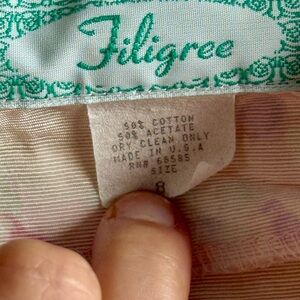 Filigree
50% COTTON
50% ACETATE
DRY CLEAN ONLY
MADE IN U.S.A
RN# 68585
SIZE
8